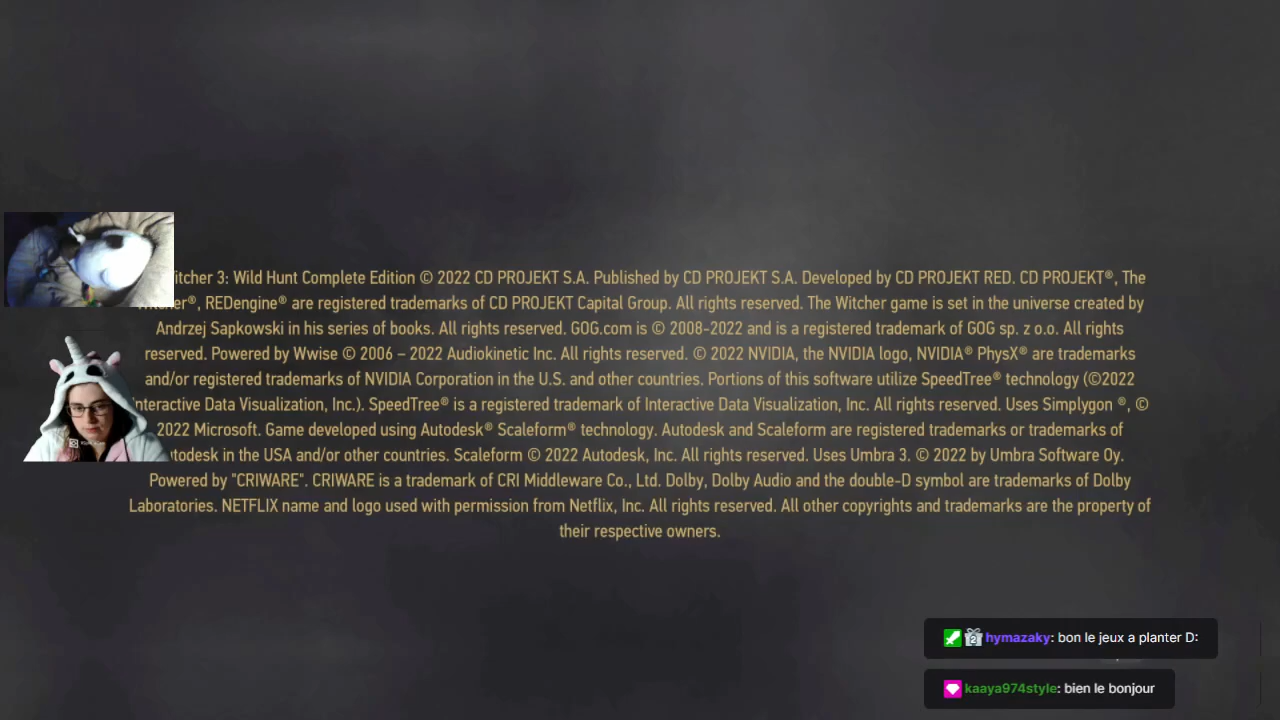 itcher 3: Wild Hunt Complete Edition © 2022 CD PROJEKT S.A. Published by CD PROJEKT S.A. Developed by CD PROJEKT RED. CD PROJEKT®, The
er®, REDengine® are registered trademarks of CD PROJEKT Capital Group. All rights reserved. The Witcher game is set in the universe created by
Andrzej Sapkowski in his series of books. All rights reserved. GOG.com is © 2008-2022 and is a registered trademark of GOG sp. z o.o. All rights
reserved. Powered by Wwise © 2006 – 2022 Audiokinetic Inc. All rights reserved. © 2022 NVIDIA, the NVIDIA logo, NVIDIA® PhysX® are trademarks
and/or registered trademarks of NVIDIA Corporation in the U.S. and other countries. Portions of this software utilize SpeedTree® technology (©2022
Interactive Data Visualization, Inc.). SpeedTree® is a registered trademark of Interactive Data Visualization, Inc. All rights reserved. Uses Simplygon ®, ©
2022 Microsoft. Game developed using Autodesk® Scaleform® technology. Autodesk and Scaleform are registered trademarks or trademarks of
todesk in the USA and/or other countries. Scaleform © 2022 Autodesk, Inc. All rights reserved. Uses Umbra 3. © 2022 by Umbra Software Oy.
Powered by "CRIWARE". CRIWARE is a trademark of CRI Middleware Co., Ltd. Dolby, Dolby Audio and the double-D symbol are trademarks of Dolby
Laboratories. NETFLIX name and logo used with permission from Netflix, Inc. All rights reserved. All other copyrights and trademarks are the property of
their respective owners.
hymazaky: bon le jeux a planter D:
kaaya974style: bien le bonjour